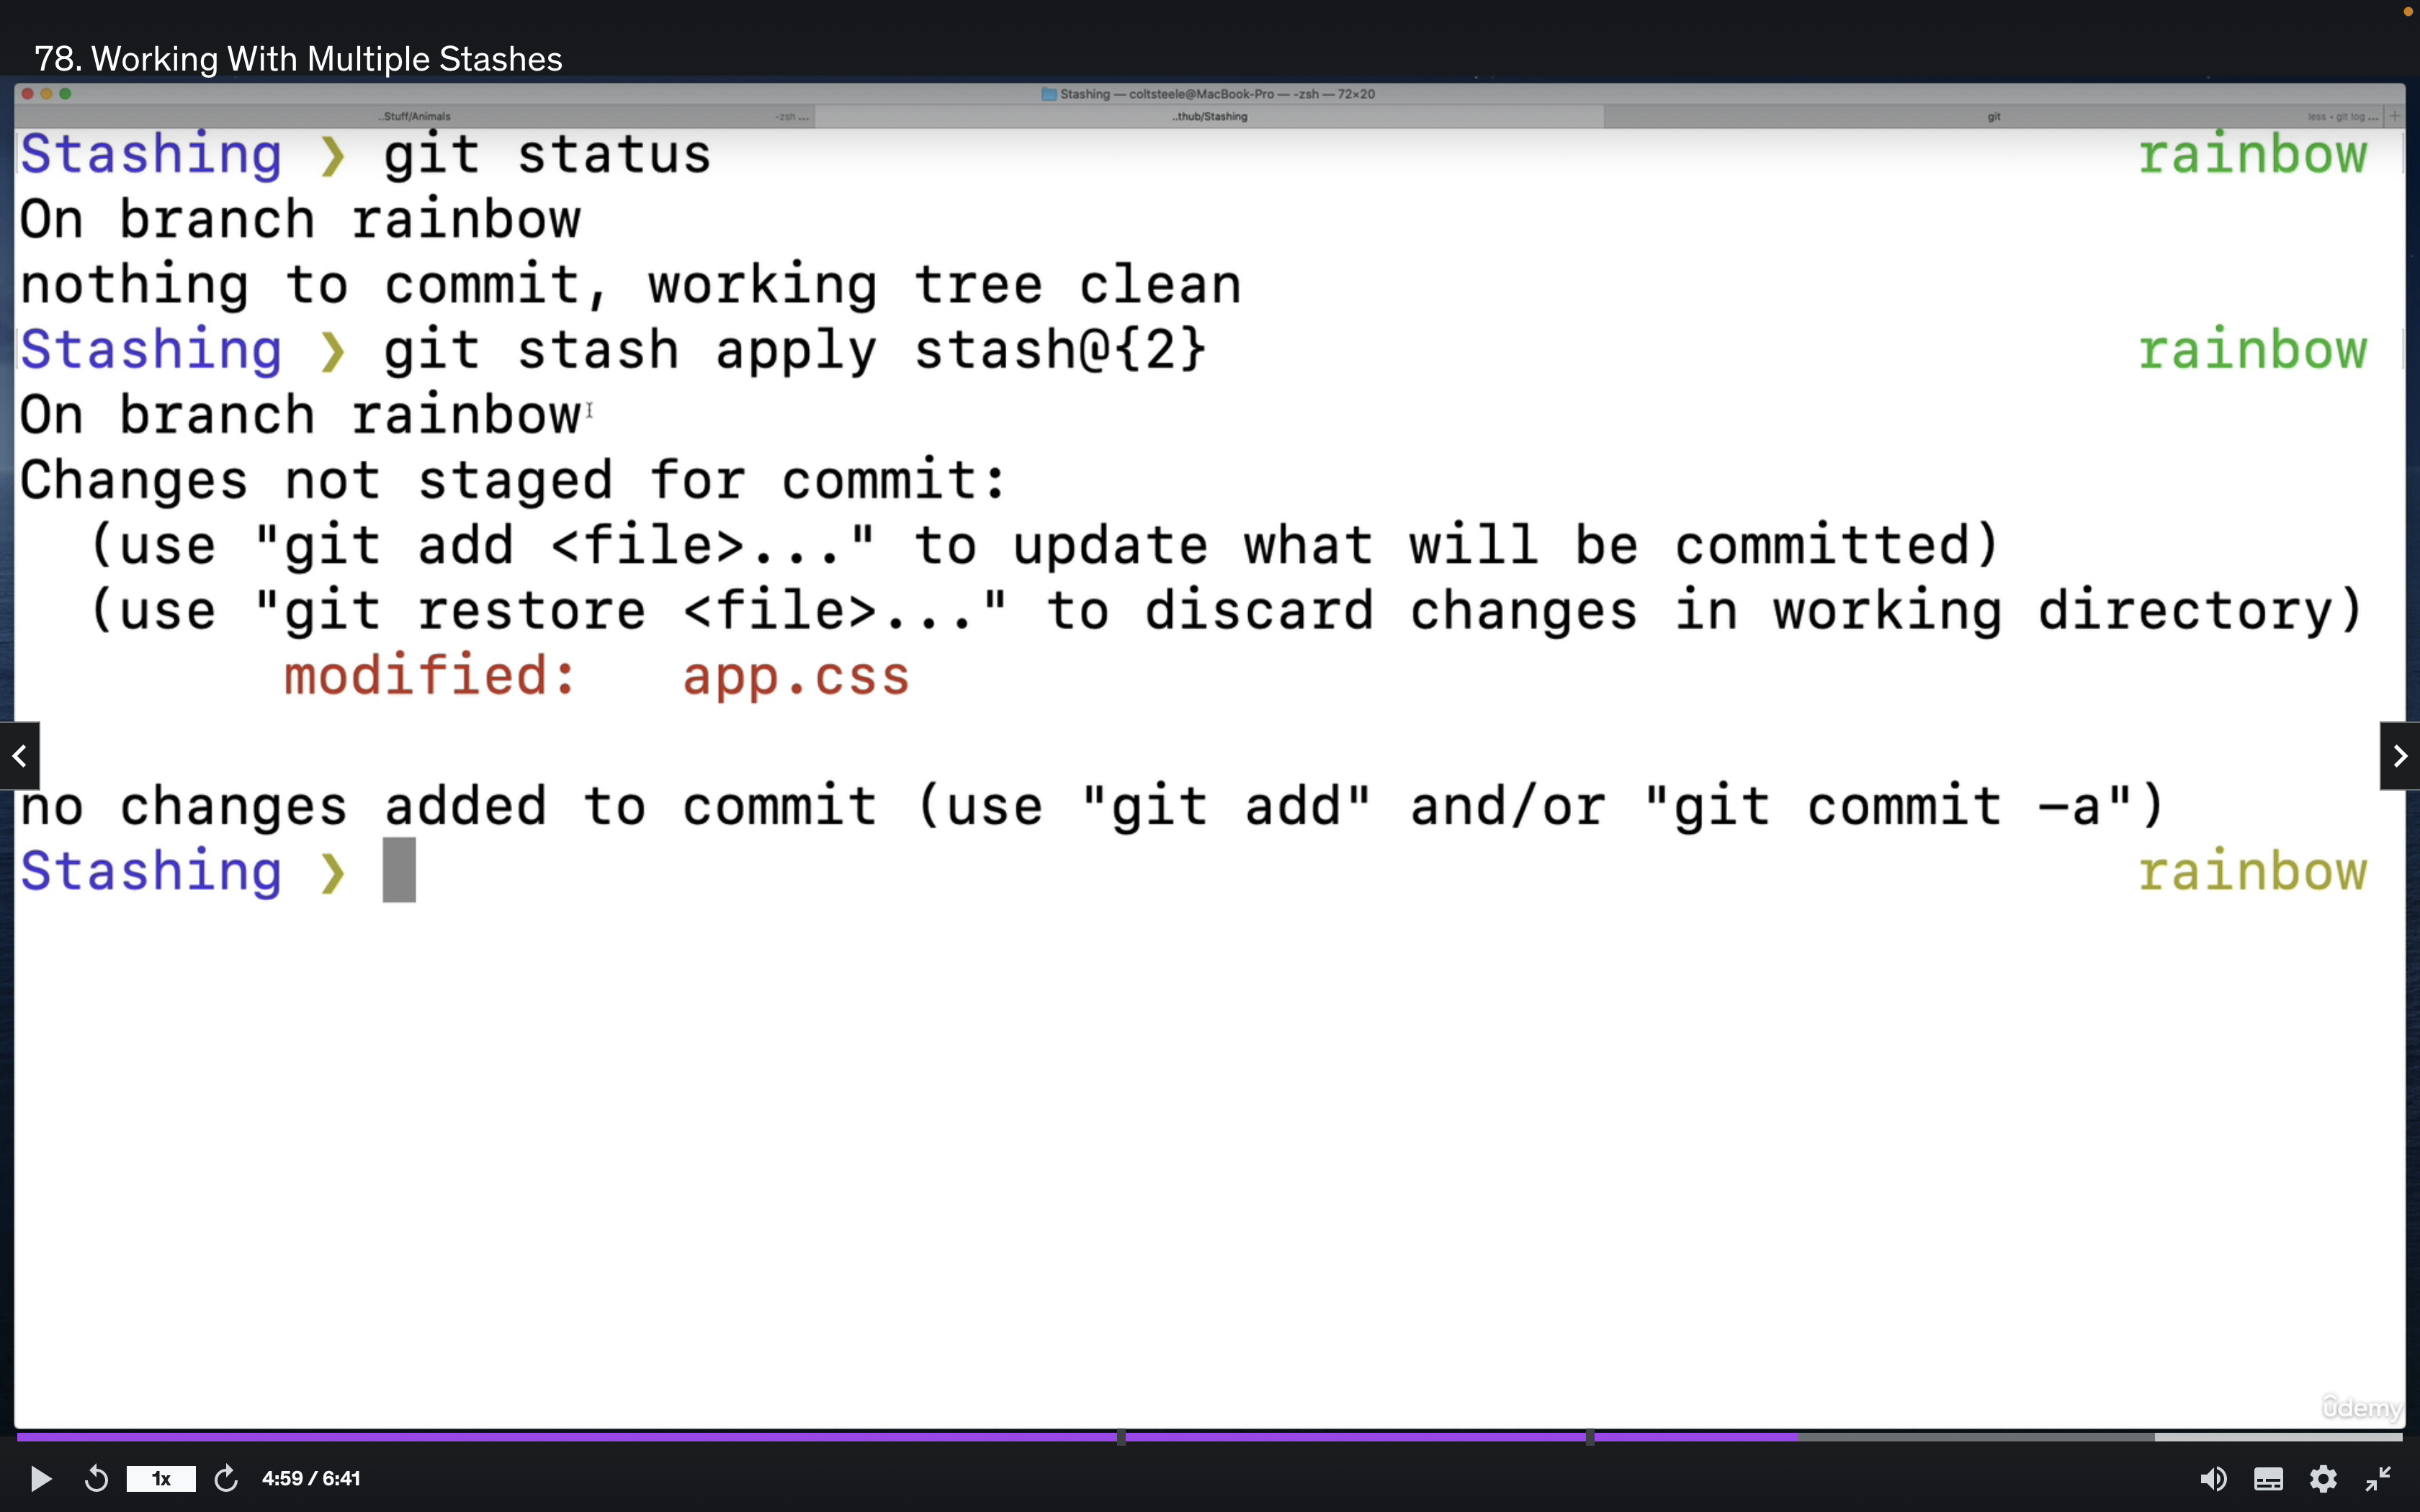 78. Working With Multiple Stashes
Stashing — coltsteele@MacBook-Pro — -zsh — 72×20
..Stuff/Animals -zsh ... ..thub/Stashing git less ◂ git log ... +
Stashing ❯ git status rainbow
On branch rainbow
nothing to commit, working tree clean
Stashing ❯ git stash apply stash@{2} rainbow
On branch rainbow
Changes not staged for commit:
(use "git add <file>..." to update what will be committed)
(use "git restore <file>..." to discard changes in working directory)
modified: app.css
no changes added to commit (use "git add" and/or "git commit -a")
Stashing ❯ rainbow
ûdemy
1x 4:59 / 6:41